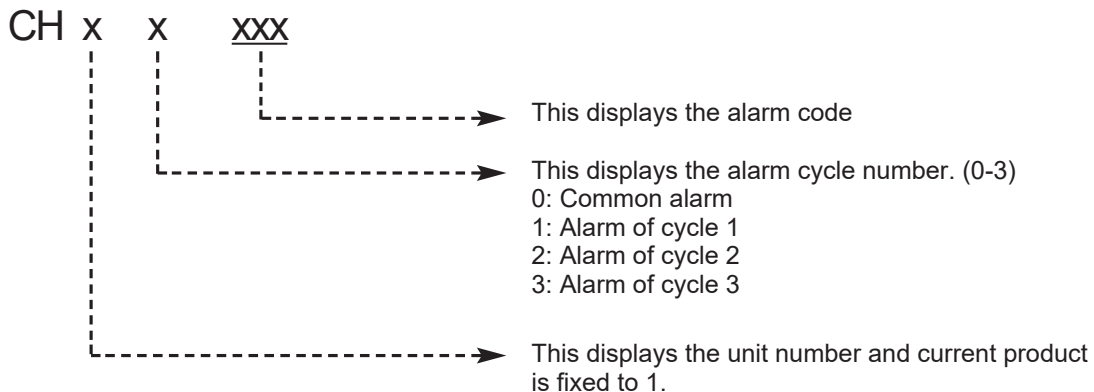 CH x x xxx
This displays the alarm code
This displays the alarm cycle number. (0-3)
0: Common alarm
1: Alarm of cycle 1
2: Alarm of cycle 2
3: Alarm of cycle 3
This displays the unit number and current product
is fixed to 1.